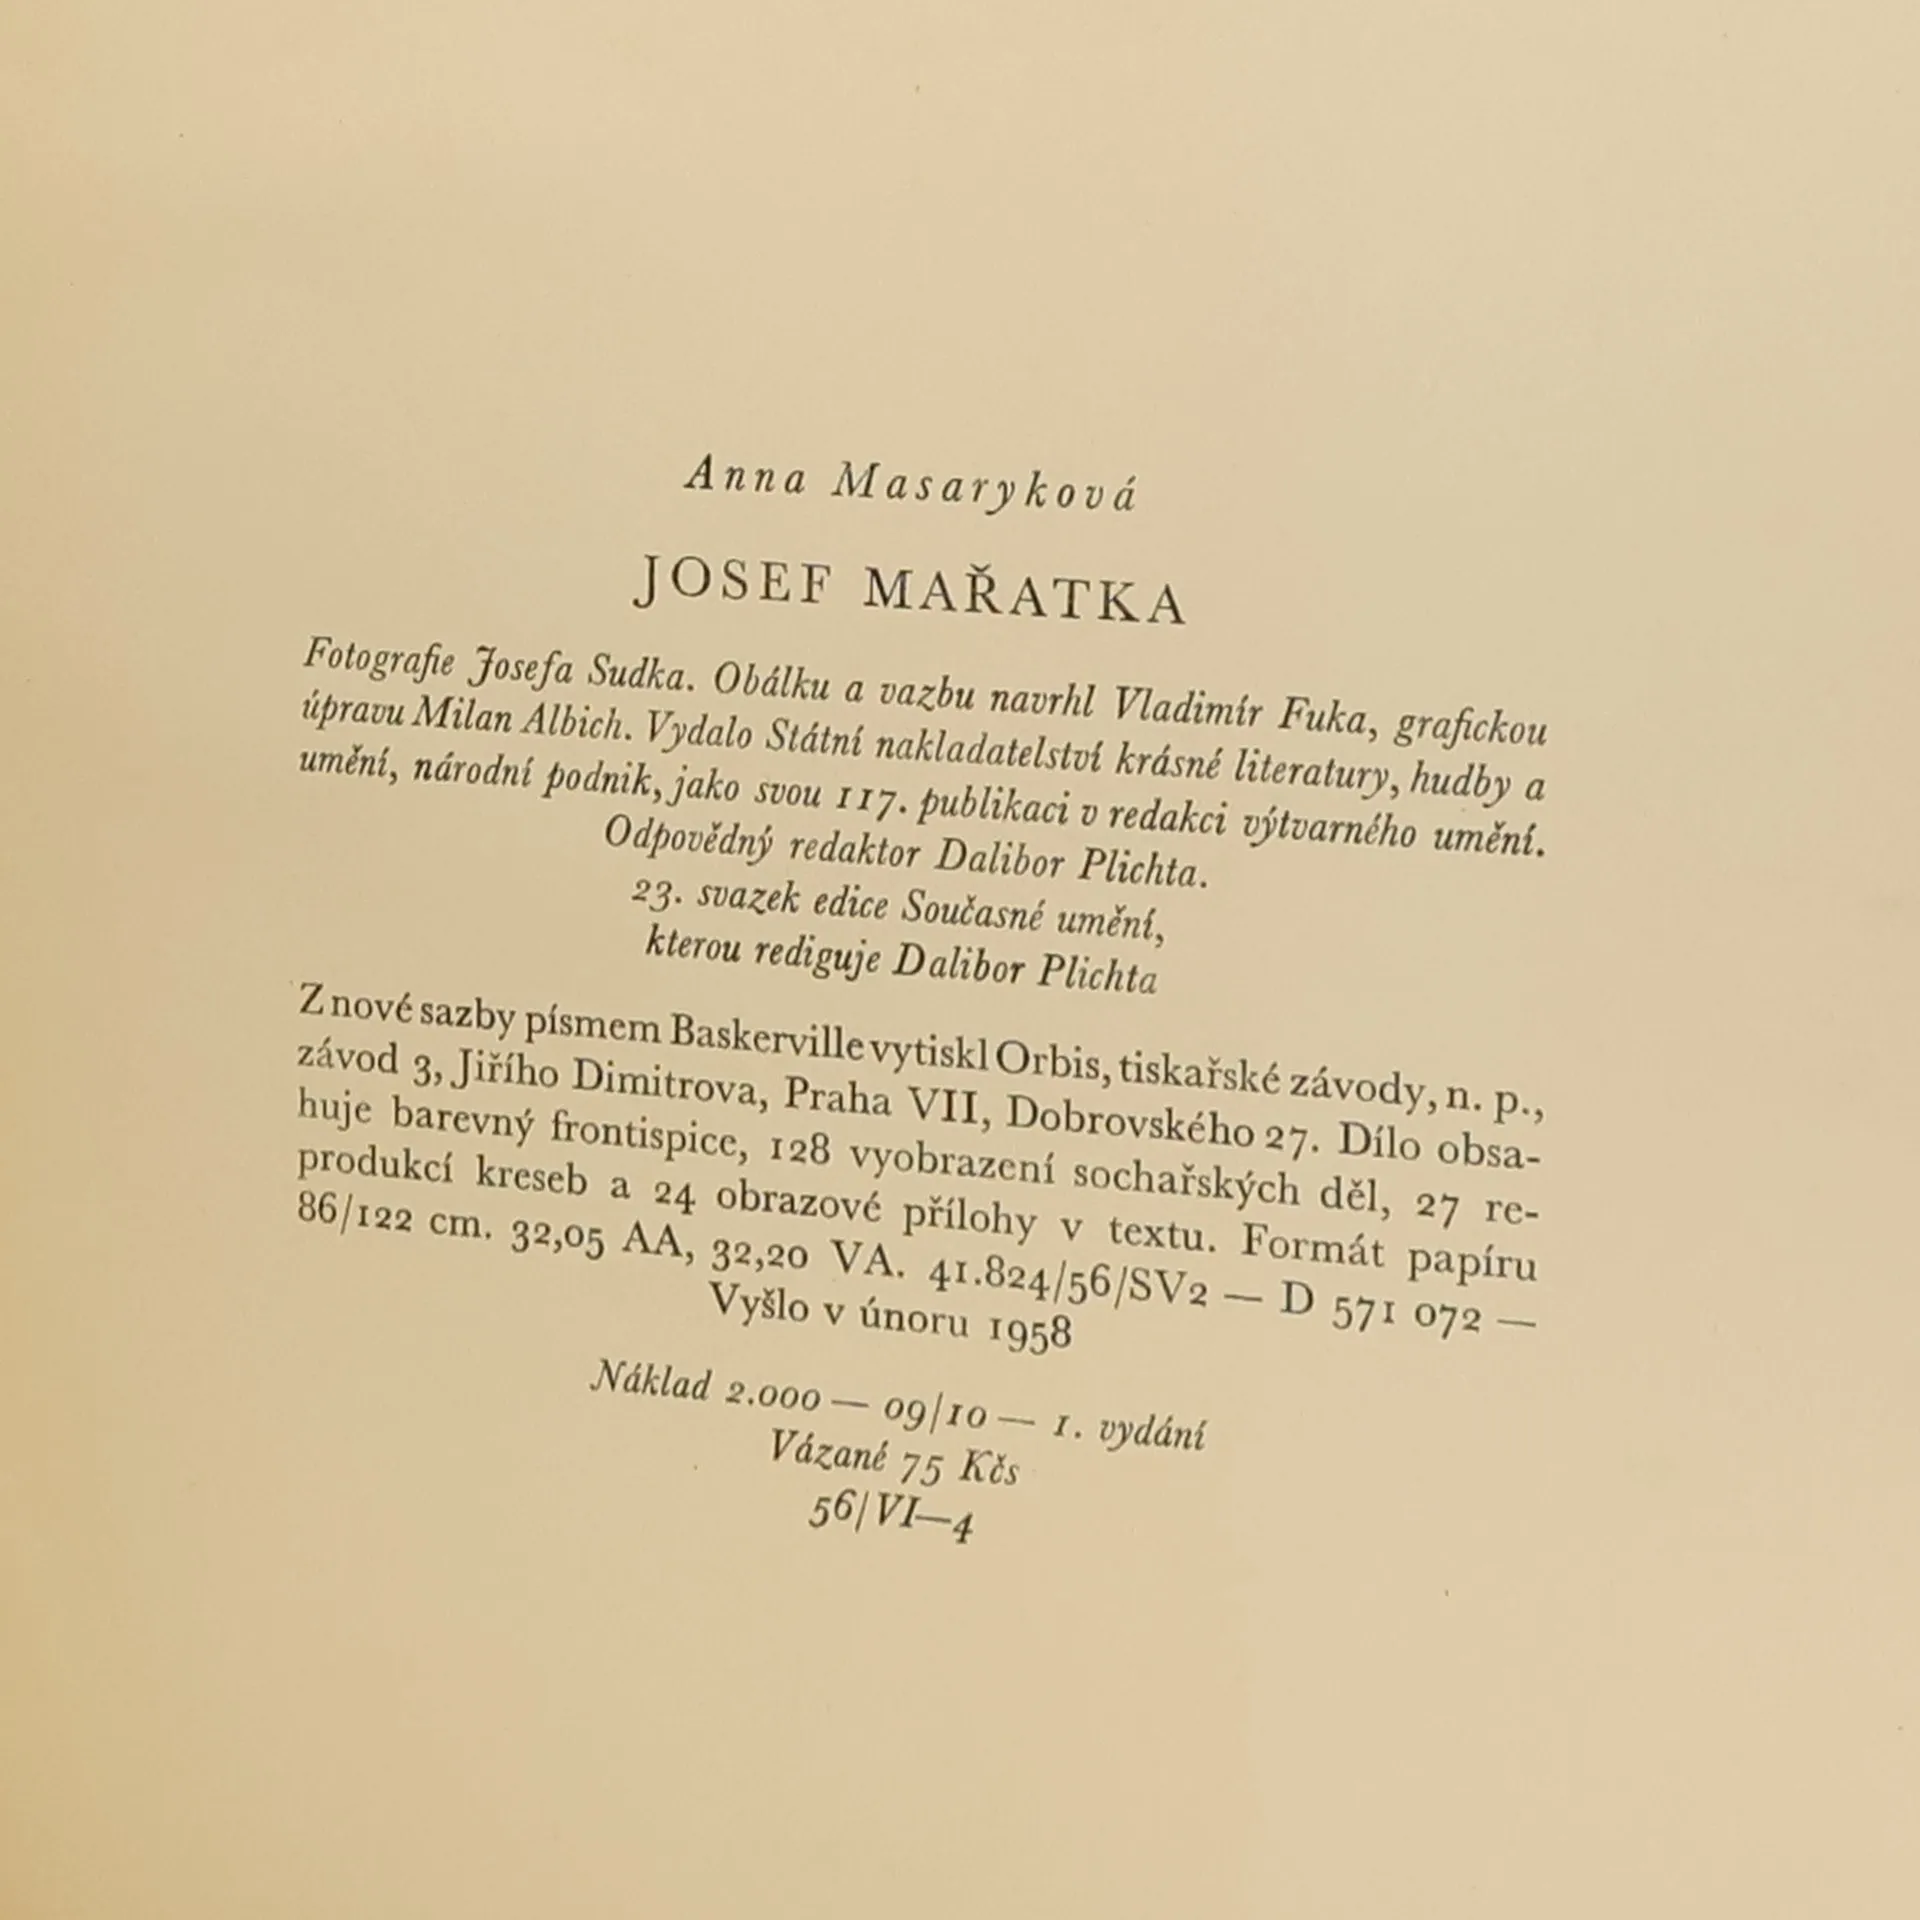 Anna Masaryková
JOSEF MAŘATKA
Fotografie Josefa Sudka. Obálku a vazbu navrhl Vladimír Fuka, grafickou
úpravu Milan Albich. Vydalo Státní nakladatelství krásné literatury, hudby a
umění, národní podnik, jako svou 117. publikaci v redakci výtvarného umění.
Odpovědný redaktor Dalibor Plichta.
23. svazek edice Současné umění,
kterou rediguje Dalibor Plichta
Z nové sazby písmem Baskerville vytiskl Orbis, tiskařské závody, n. p.,
závod 3, Jiřího Dimitrova, Praha VII, Dobrovského 27. Dílo obsa-
huje barevný frontispice, 128 vyobrazení sochařských děl, 27 re-
produkcí kreseb a 24 obrazové přílohy v textu. Formát papíru
86/122 cm. 32,05 AA, 32,20 VA. 41.824/56/SV2 — D 571 072 —
Vyšlo v únoru 1958
Náklad 2.000 — 09/10 — 1. vydání
Vázané 75 Kčs
56/VI—4